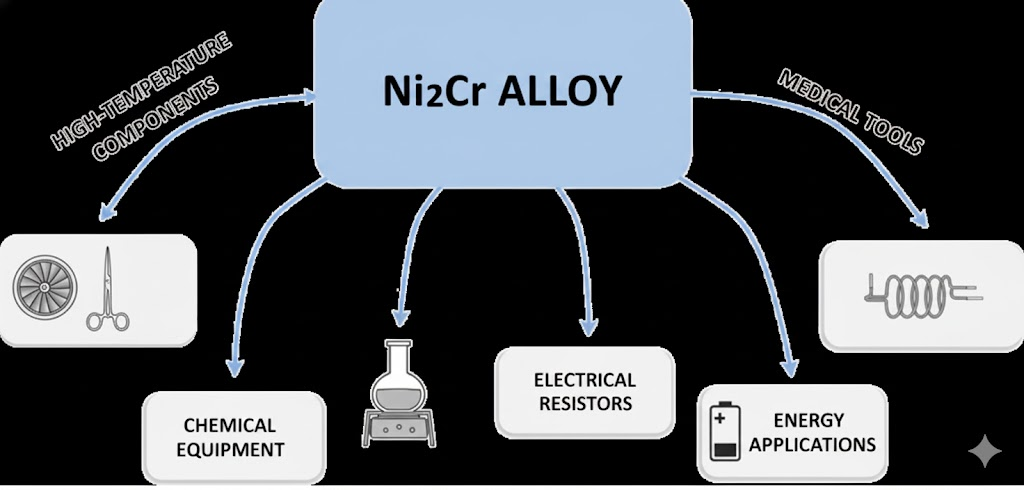 Ni₂Cr ALLOY
HIGH-TEMPERATURE
COMPONENTS
MEDICAL TOOLS
CHEMICAL
EQUIPMENT
ELECTRICAL
RESISTORS
+
ENERGY
APPLICATIONS